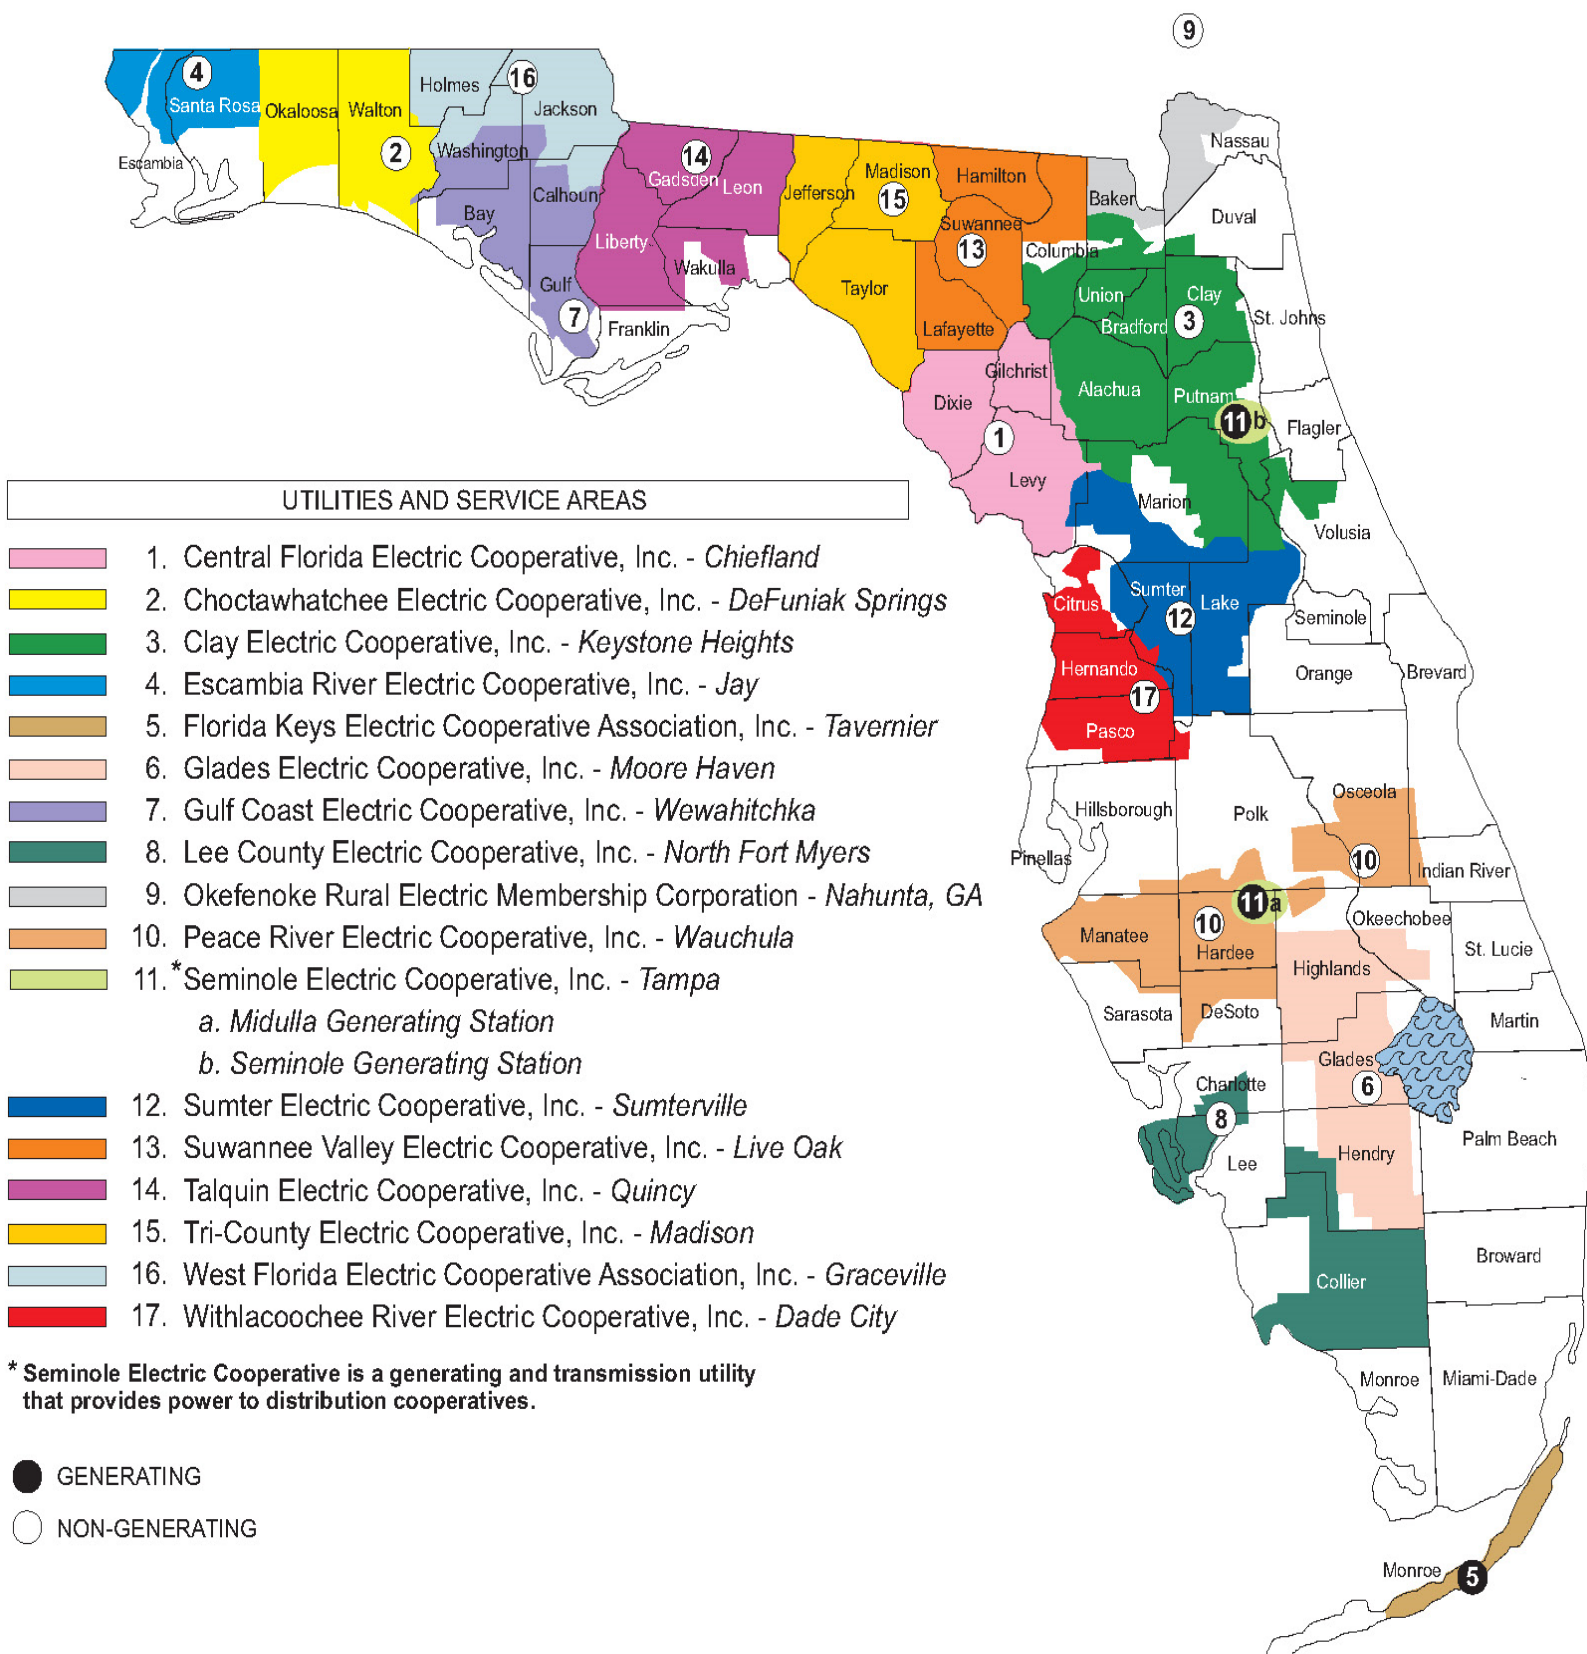 9
4
16
Holmes
Santa Rosa
Okaloosa
Walton
Jackson
Nassau
Escambia
2
Washington
14
Gadsden
Leon
Jefferson
Madison
15
Hamilton
Baker
Calhoun
Bay
Duval
Suwannee
13
Columbia
Liberty
Wakulla
Gulf
7
Franklin
Taylor
Union
Clay
3
Bradford
St. Johns
Lafayette
Gilchrist
Dixie
Alachua
Putnam
11 b
Flagler
1
Levy
Marion
Volusia
UTILITIES AND SERVICE AREAS
1. Central Florida Electric Cooperative, Inc. - Chiefland
2. Choctawhatchee Electric Cooperative, Inc. - DeFuniak Springs
3. Clay Electric Cooperative, Inc. - Keystone Heights
4. Escambia River Electric Cooperative, Inc. - Jay
5. Florida Keys Electric Cooperative Association, Inc. - Tavernier
6. Glades Electric Cooperative, Inc. - Moore Haven
7. Gulf Coast Electric Cooperative, Inc. - Wewahitchka
8. Lee County Electric Cooperative, Inc. - North Fort Myers
9. Okefenoke Rural Electric Membership Corporation - Nahunta, GA
10. Peace River Electric Cooperative, Inc. - Wauchula
11.*Seminole Electric Cooperative, Inc. - Tampa
a. Midulla Generating Station
b. Seminole Generating Station
12. Sumter Electric Cooperative, Inc. - Sumterville
13. Suwannee Valley Electric Cooperative, Inc. - Live Oak
14. Talquin Electric Cooperative, Inc. - Quincy
15. Tri-County Electric Cooperative, Inc. - Madison
16. West Florida Electric Cooperative Association, Inc. - Graceville
17. Withlacoochee River Electric Cooperative, Inc. - Dade City
* Seminole Electric Cooperative is a generating and transmission utility
that provides power to distribution cooperatives.
GENERATING
NON-GENERATING
Sumter
12
Lake
Citrus
Seminole
Hernando
17
Orange
Brevard
Pasco
Osceola
Hillsborough
Polk
Pinellas
10
Indian River
11 a
10
Okeechobee
Manatee
Hardee
Highlands
St. Lucie
Sarasota
DeSoto
Martin
Glades
6
Charlotte
8
Palm Beach
Lee
Hendry
Broward
Collier
Monroe
Miami-Dade
Monroe
5